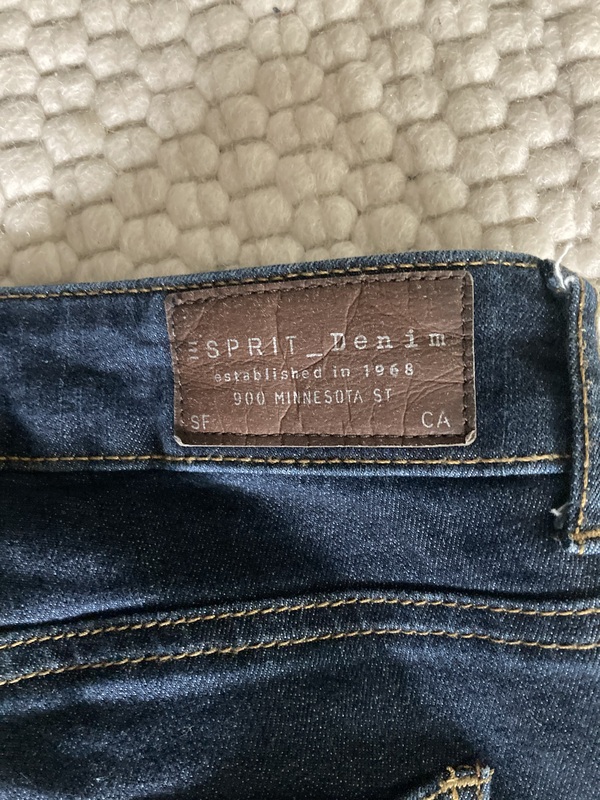 ESPRIT_Denim
established in 1968
900 MINNESOTA ST
SF CA